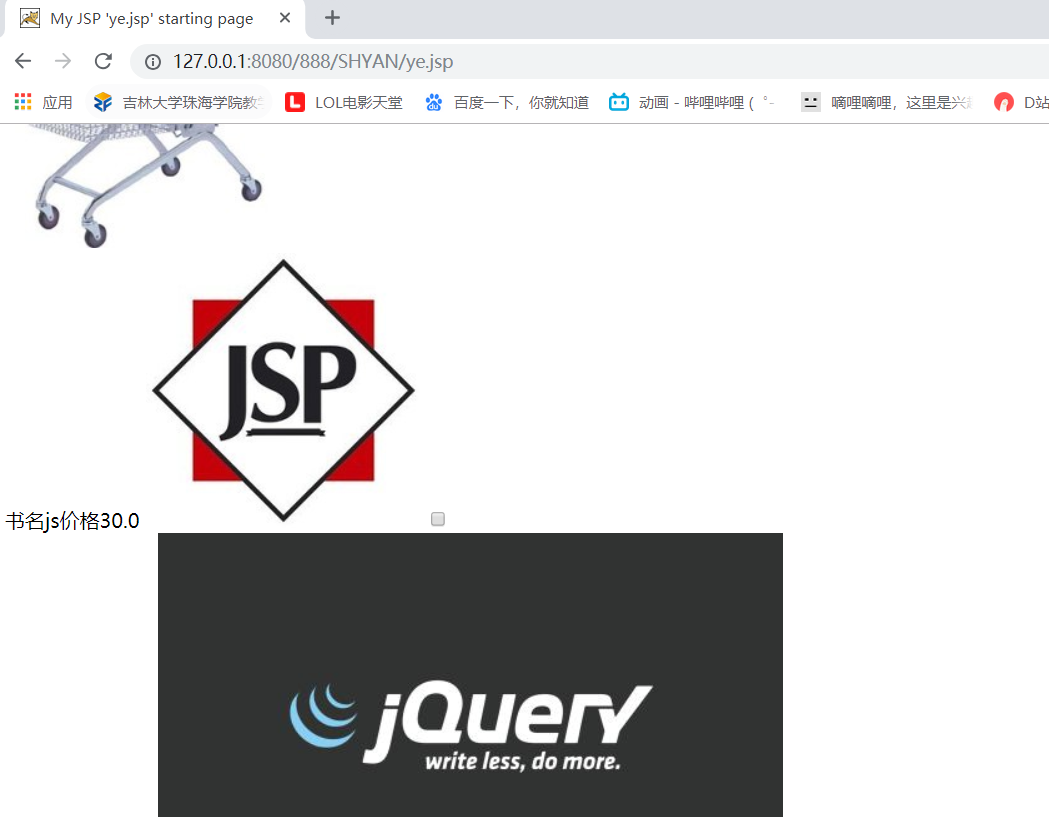 My JSP 'ye.jsp' starting page
127.0.0.1:8080/888/SHYAN/ye.jsp
应用
吉林大学珠海学院教学
LOL电影天堂
百度一下，你就知道
动画 - 哔哩哔哩 (゜-
嘀哩嘀哩，这里是兴
D站
JSP
书名js价格30.0
jQuery
write less, do more.